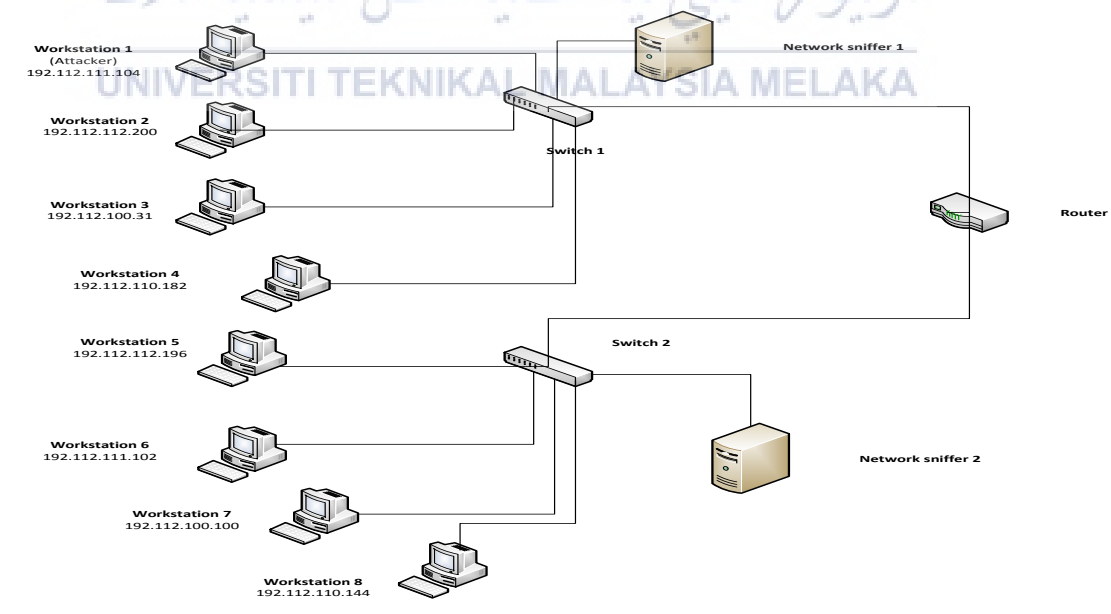 Workstation 1
(Attacker)
192.112.111.104
Network sniffer 1
UNIVERSITI TEKNIKAL MALAYSIA MELAKA
Workstation 2
192.112.112.200
Switch 1
Workstation 3
192.112.100.31
Router
Workstation 4
192.112.110.182
Workstation 5
192.112.112.196
Switch 2
Workstation 6
192.112.111.102
Network sniffer 2
Workstation 7
192.112.100.100
Workstation 8
192.112.110.144